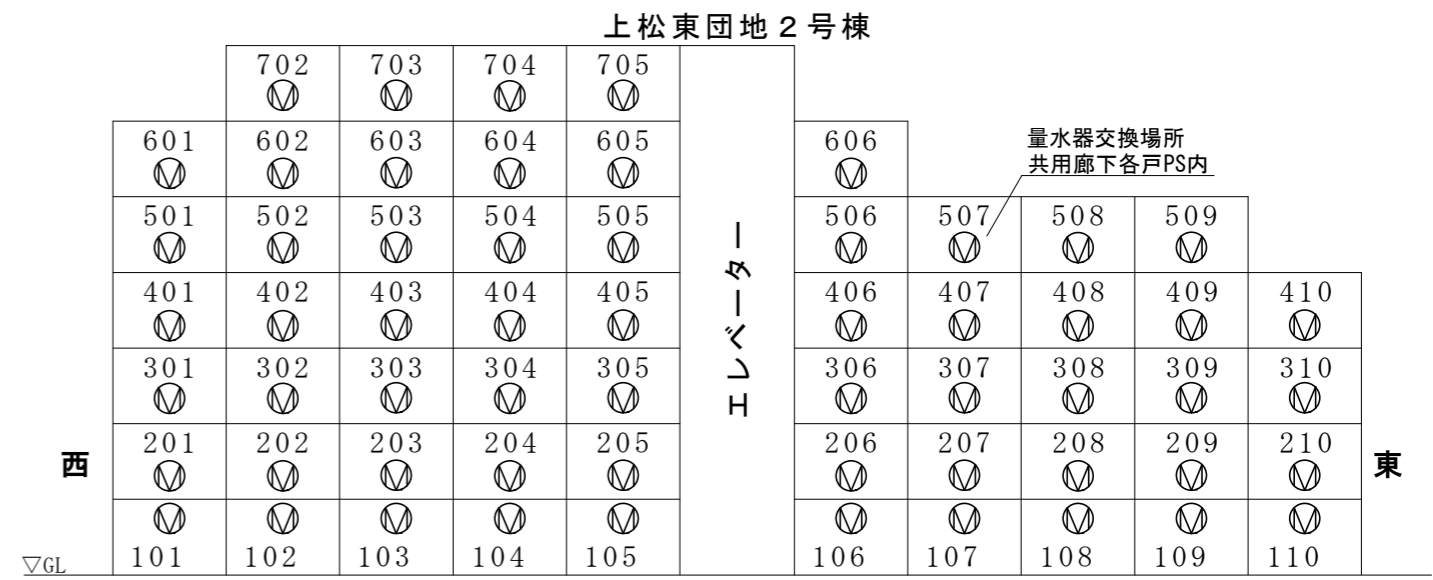 上松東団地２号棟
702 703 704 705
601 602 603 604 605 606
量水器交換場所
共用廊下各戸PS内
501 502 503 504 505 506 507 508 509
エレベーター
401 402 403 404 405 406 407 408 409 410
301 302 303 304 305 306 307 308 309 310
西 201 202 203 204 205 206 207 208 209 210 東
▽GL 101 102 103 104 105 106 107 108 109 110